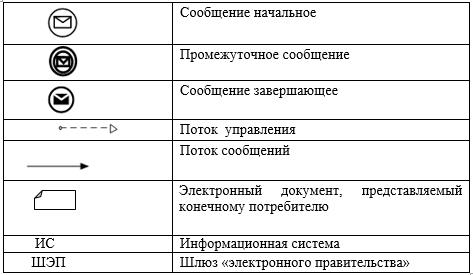 Сообщение начальное
Промежуточное сообщение
Сообщение завершающее
Поток управления
Поток сообщений
Электронный документ, представляемый
конечному потребителю
ИС Информационная система
ШЭП Шлюз «электронного правительства»